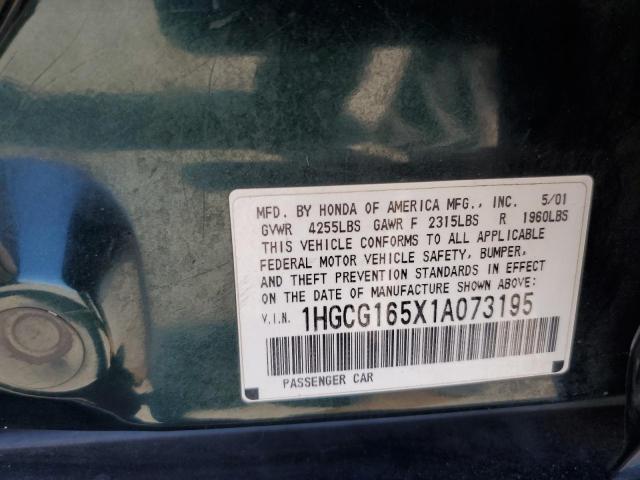 MFD. BY HONDA OF AMERICA MFG., INC. 5/01
GVWR 4255LBS GAWR F 2315LBS R 1960LBS
THIS VEHICLE CONFORMS TO ALL APPLICABLE
FEDERAL MOTOR VEHICLE SAFETY, BUMPER,
AND THEFT PREVENTION STANDARDS IN EFFECT
ON THE DATE OF MANUFACTURE SHOWN ABOVE:
V.I.N. 1HGCG165X1A073195
PASSENGER CAR